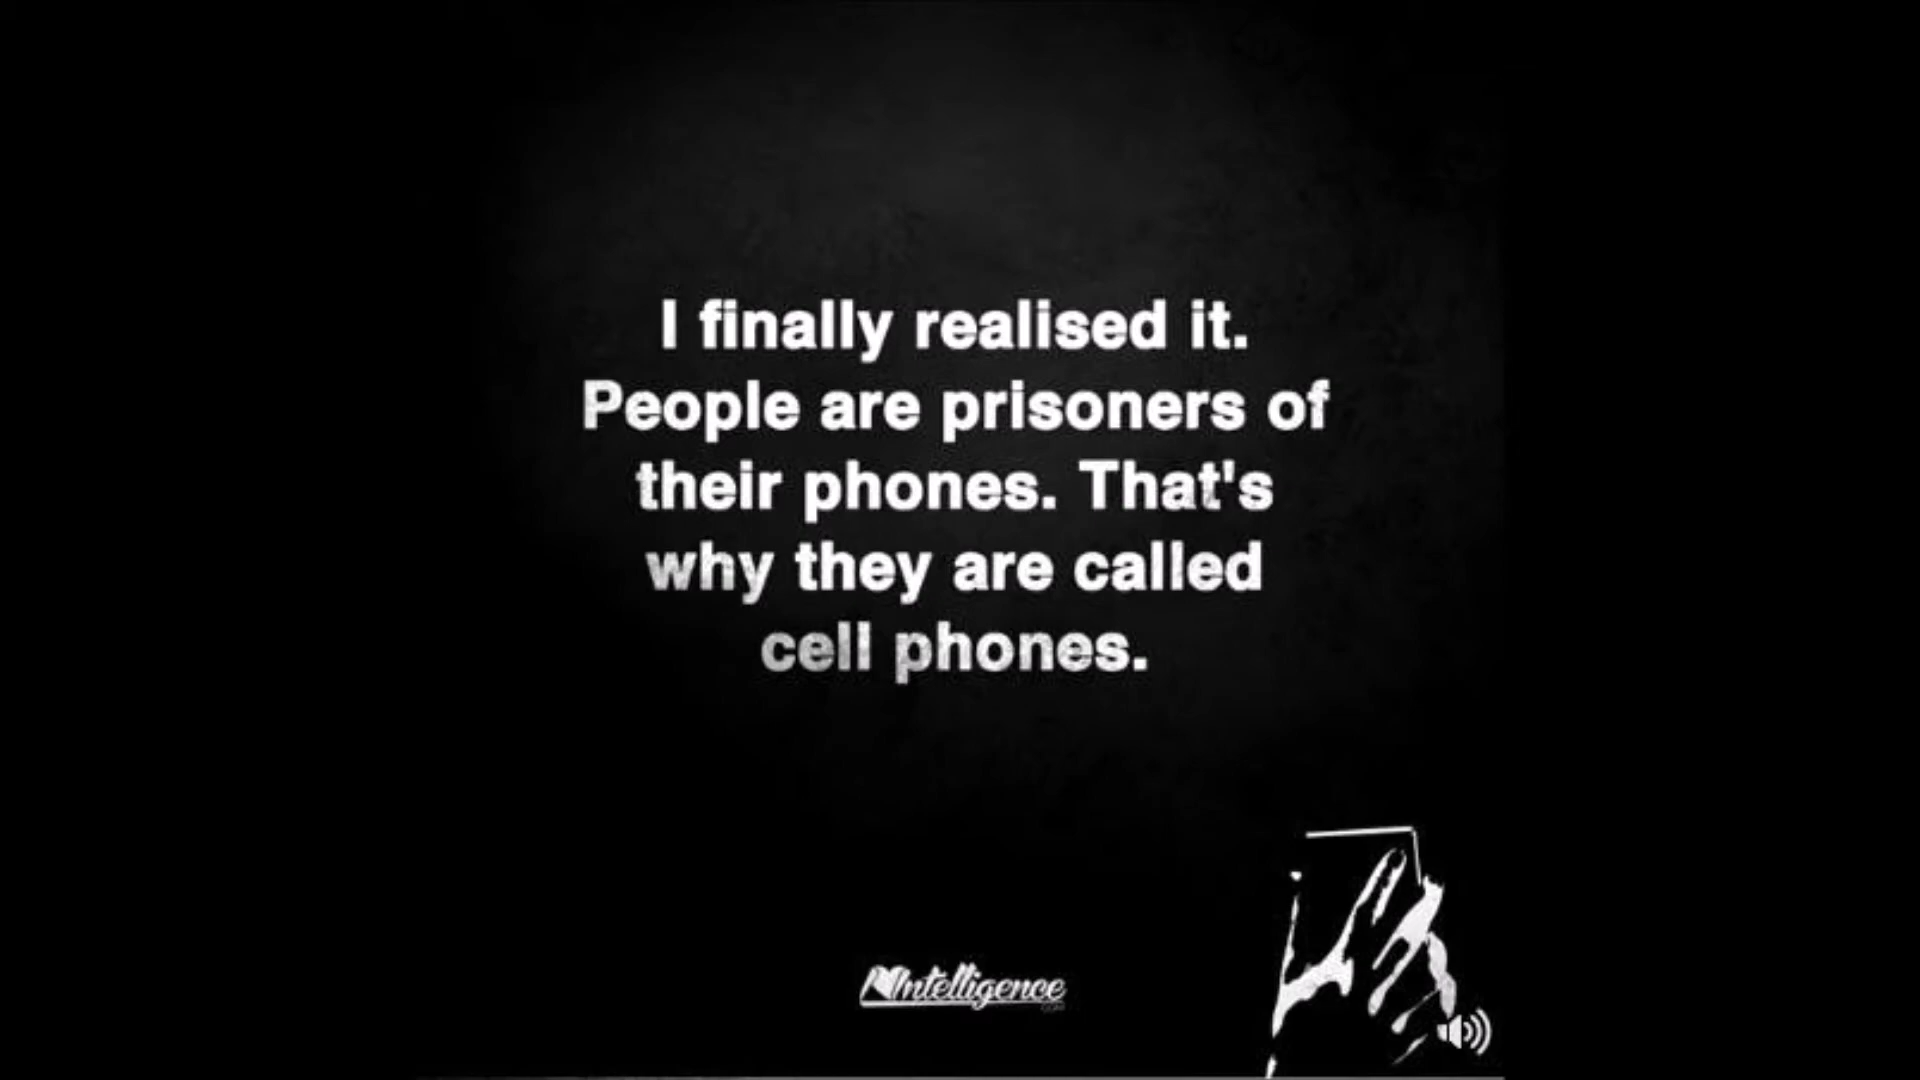 I finally realised it.
People are prisoners of
their phones. That's
why they are called
cell phones.
Intelligence